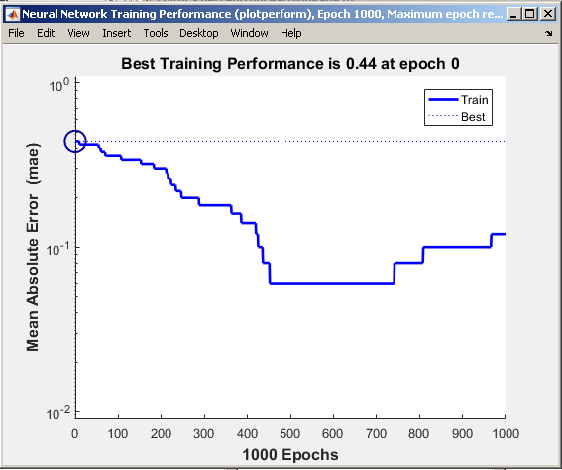 Neural Network Training Performance (plotperform), Epoch 1000, Maximum epoch re...
File Edit View Insert Tools Desktop Window Help
Best Training Performance is 0.44 at epoch 0
Train
Best
10^0
10^-1
10^-2
Mean Absolute Error (mae)
0 100 200 300 400 500 600 700 800 900 1000
1000 Epochs